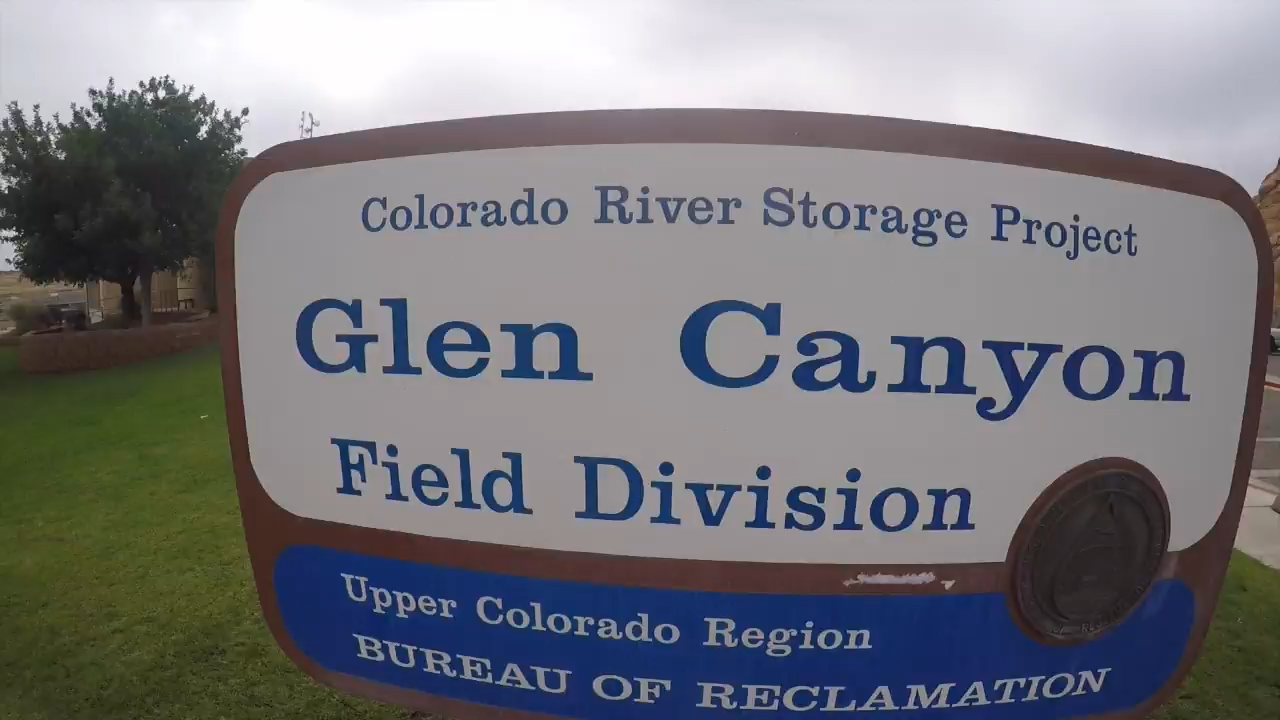 Colorado River Storage Project
Glen Canyon
Field Division
Upper Colorado Region
BUREAU OF RECLAMATION